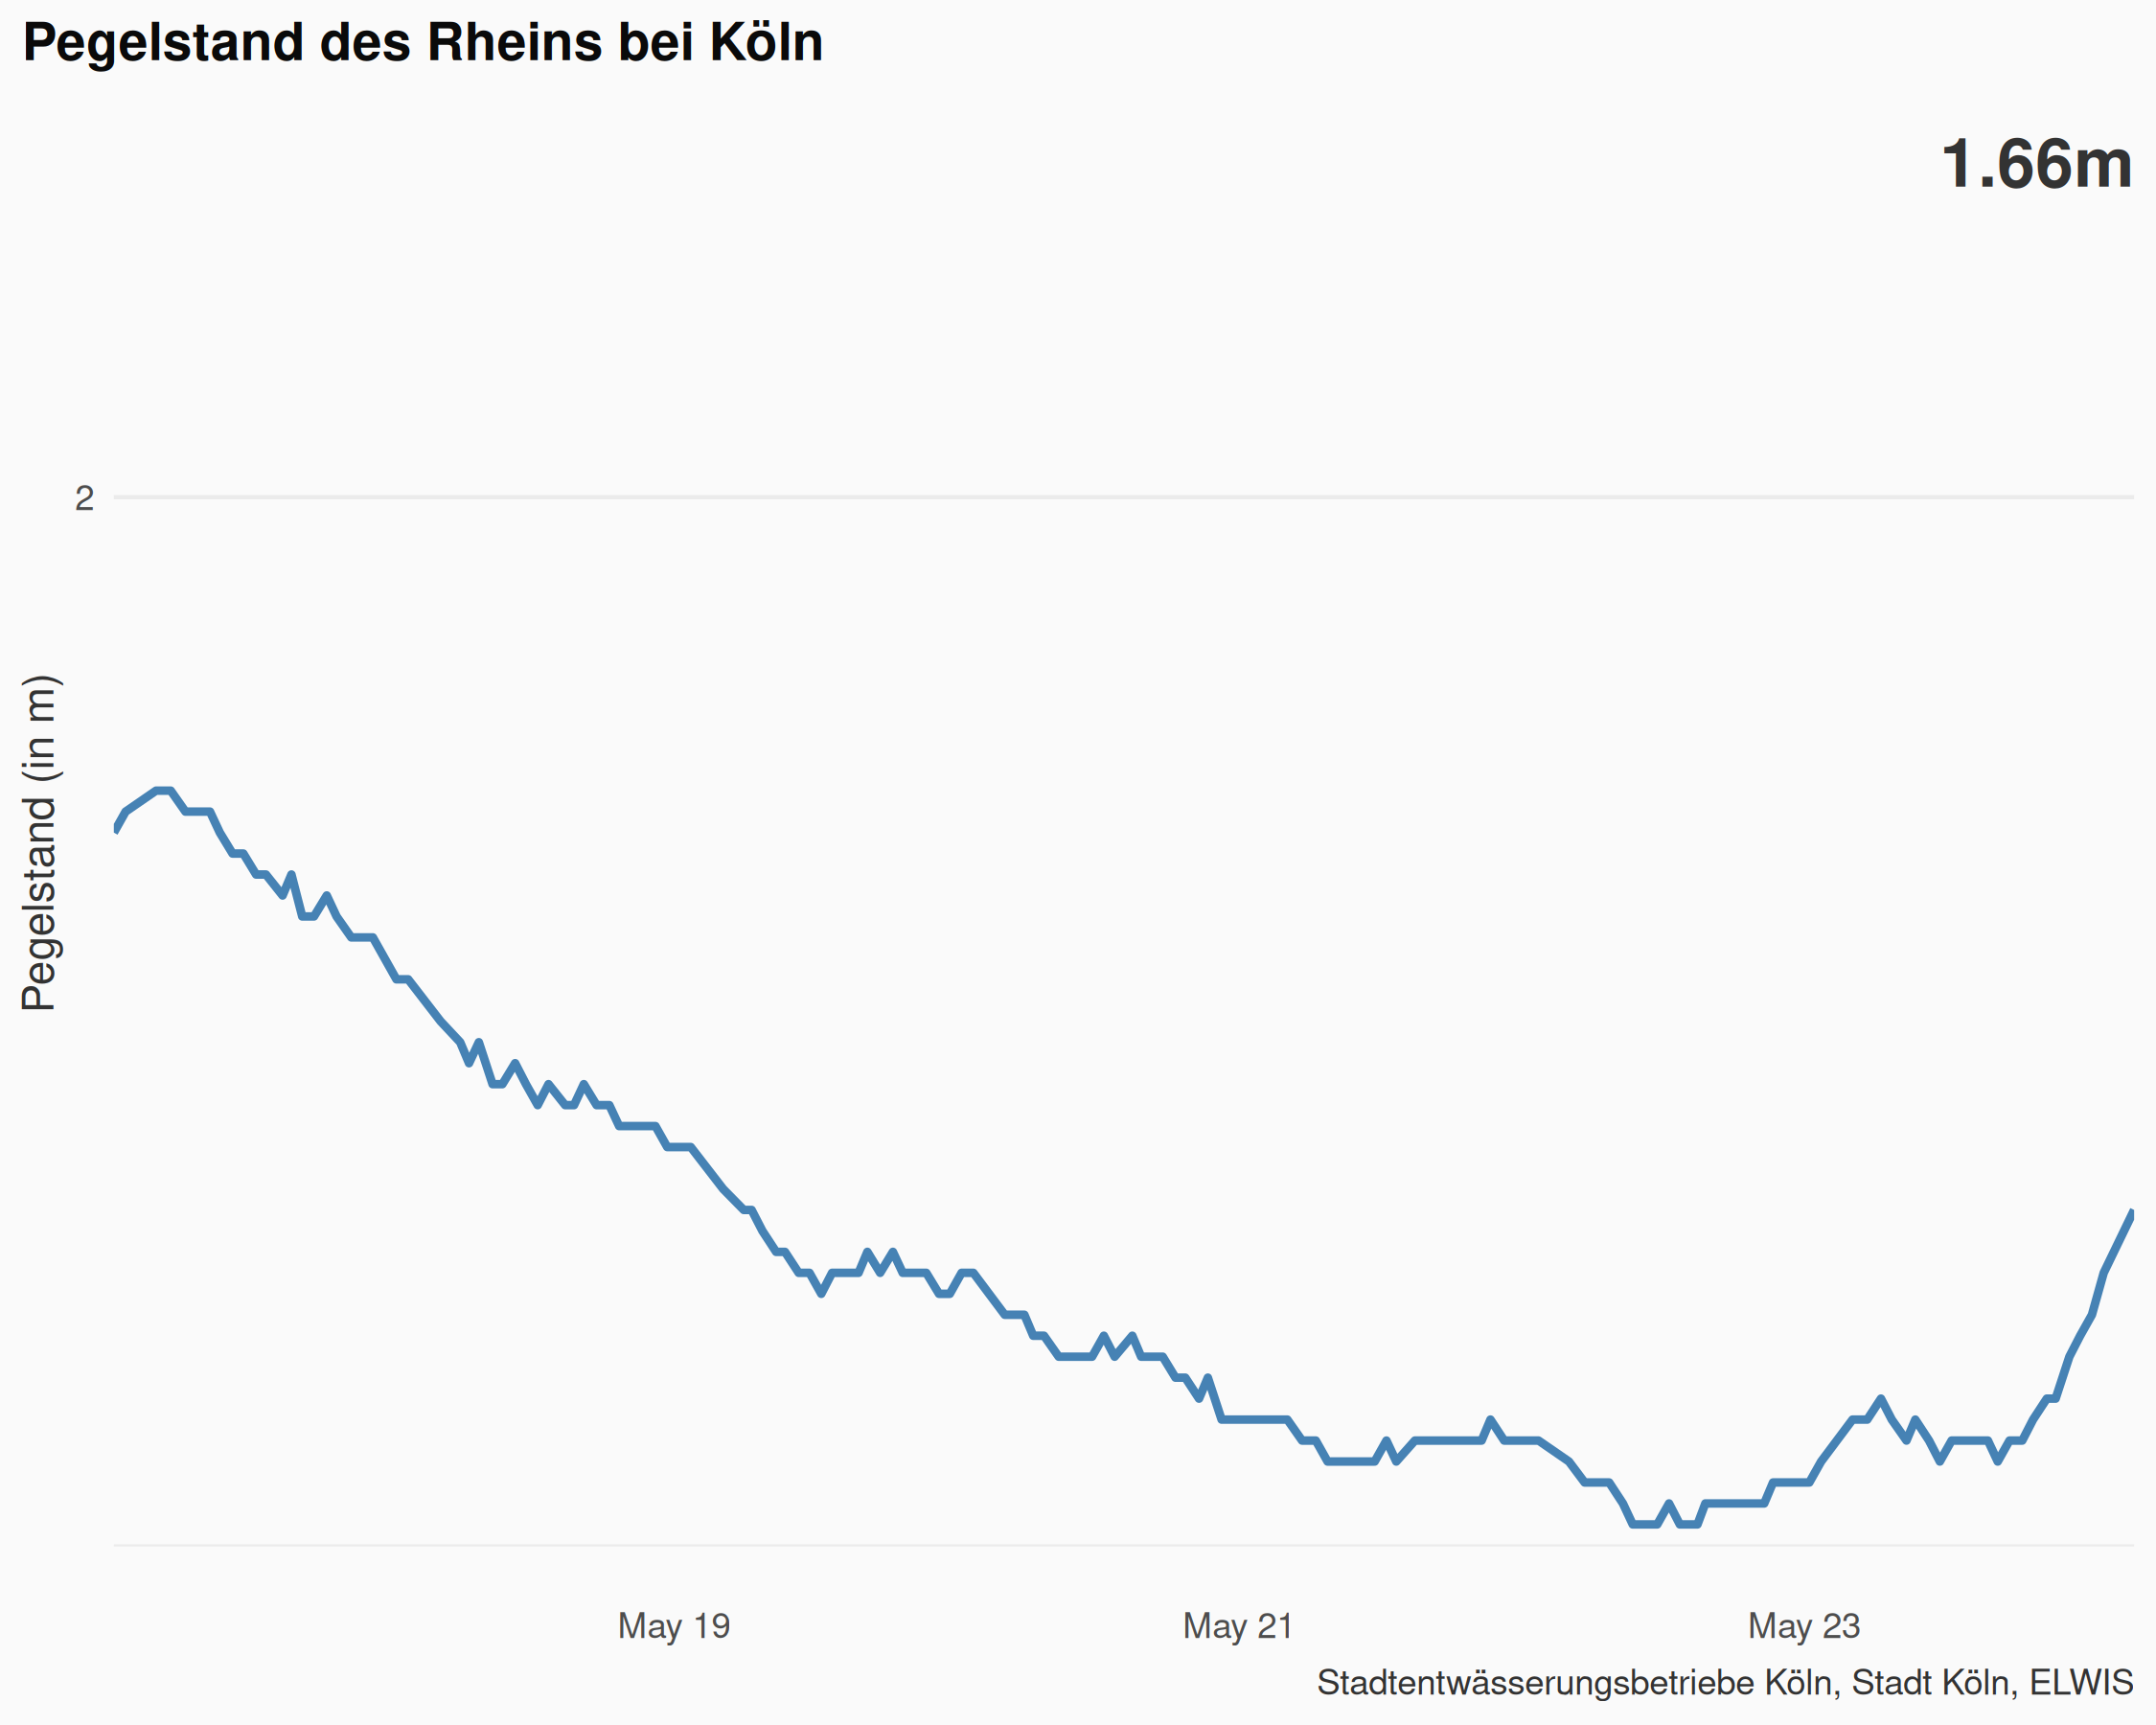 Pegelstand des Rheins bei Köln
1.66m
2
Pegelstand (in m)
May 19
May 21
May 23
Stadtentwässerungsbetriebe Köln, Stadt Köln, ELWIS